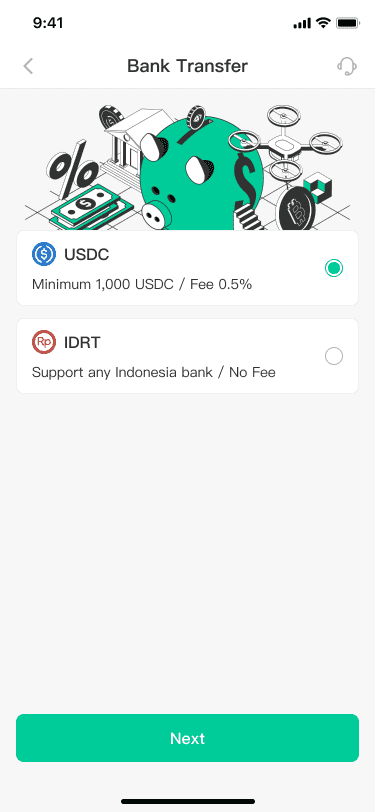 9:41
Bank Transfer
%
$
$
USDC
Minimum 1,000 USDC / Fee 0.5%
Rp
IDRT
Support any Indonesia bank / No Fee
Next